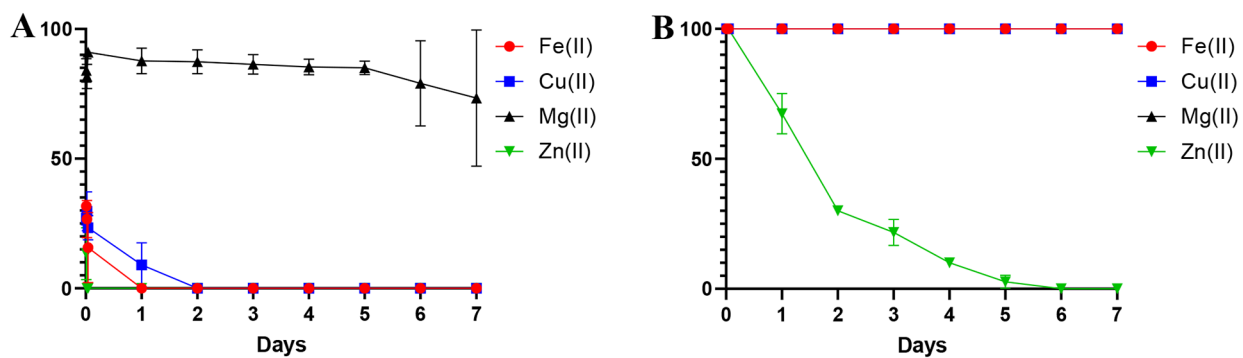 A
100
50
0
0 1 2 3 4 5 6 7
Days
Fe(II)
Cu(II)
Mg(II)
Zn(II)
B
100
50
0
0 1 2 3 4 5 6 7
Days
Fe(II)
Cu(II)
Mg(II)
Zn(II)